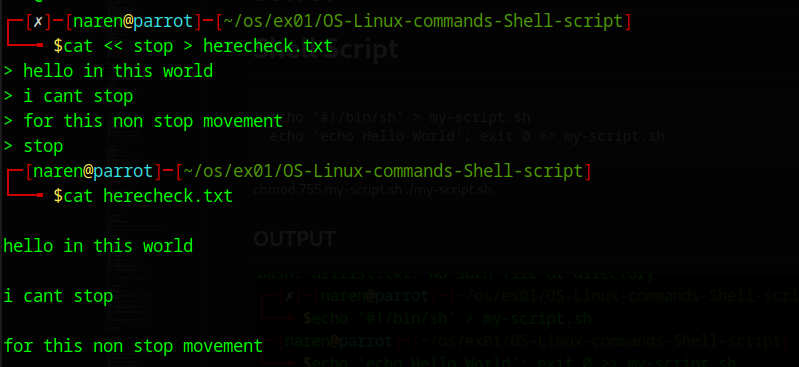 ┌─[✗]─[naren@parrot]─[~/os/ex01/OS-Linux-commands-Shell-script]
└──╼ $cat << stop > herecheck.txt
> hello in this world
> i cant stop
> for this non stop movement
> stop
┌─[naren@parrot]─[~/os/ex01/OS-Linux-commands-Shell-script]
└──╼ $cat herecheck.txt
hello in this world
i cant stop
for this non stop movement
Shell Script
echo '#!/bin/sh' > my-script.sh
echo 'echo Hello World'; exit 0 >> my-script.sh
chmod 755 my-script.sh ./my-script.sh
OUTPUT
No such file or directory
┌─[✗]─[naren@parrot]─[~/os/ex01/OS-Linux-commands-Shell-scri
└──╼ $echo '#!/bin/sh' > my-script.sh
[naren@parrot]─[~/os/ex01/OS-Linux-commands-Shell-script]
$echo 'echo Hello World'; exit 0 >> my-script.sh